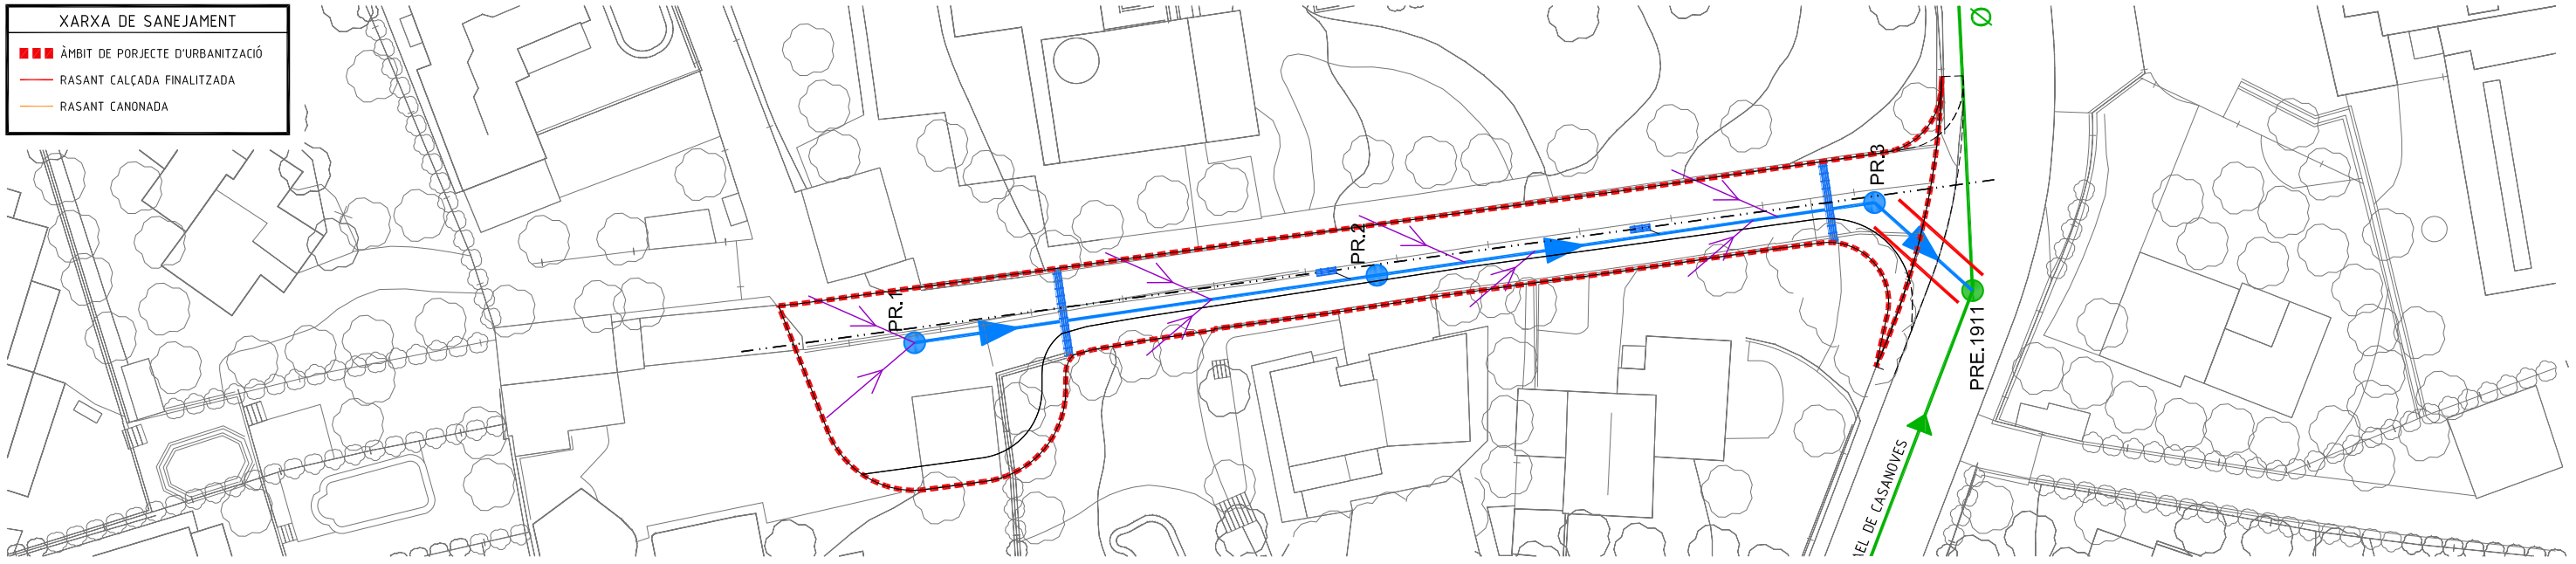 XARXA DE SANEJAMENT
ÀMBIT DE PORJECTE D'URBANITZACIÓ
RASANT CALÇADA FINALITZADA
RASANT CANONADA
Ø
PR.3
PR.2
PR.1
PRE.1911
EL DE CASANOVES